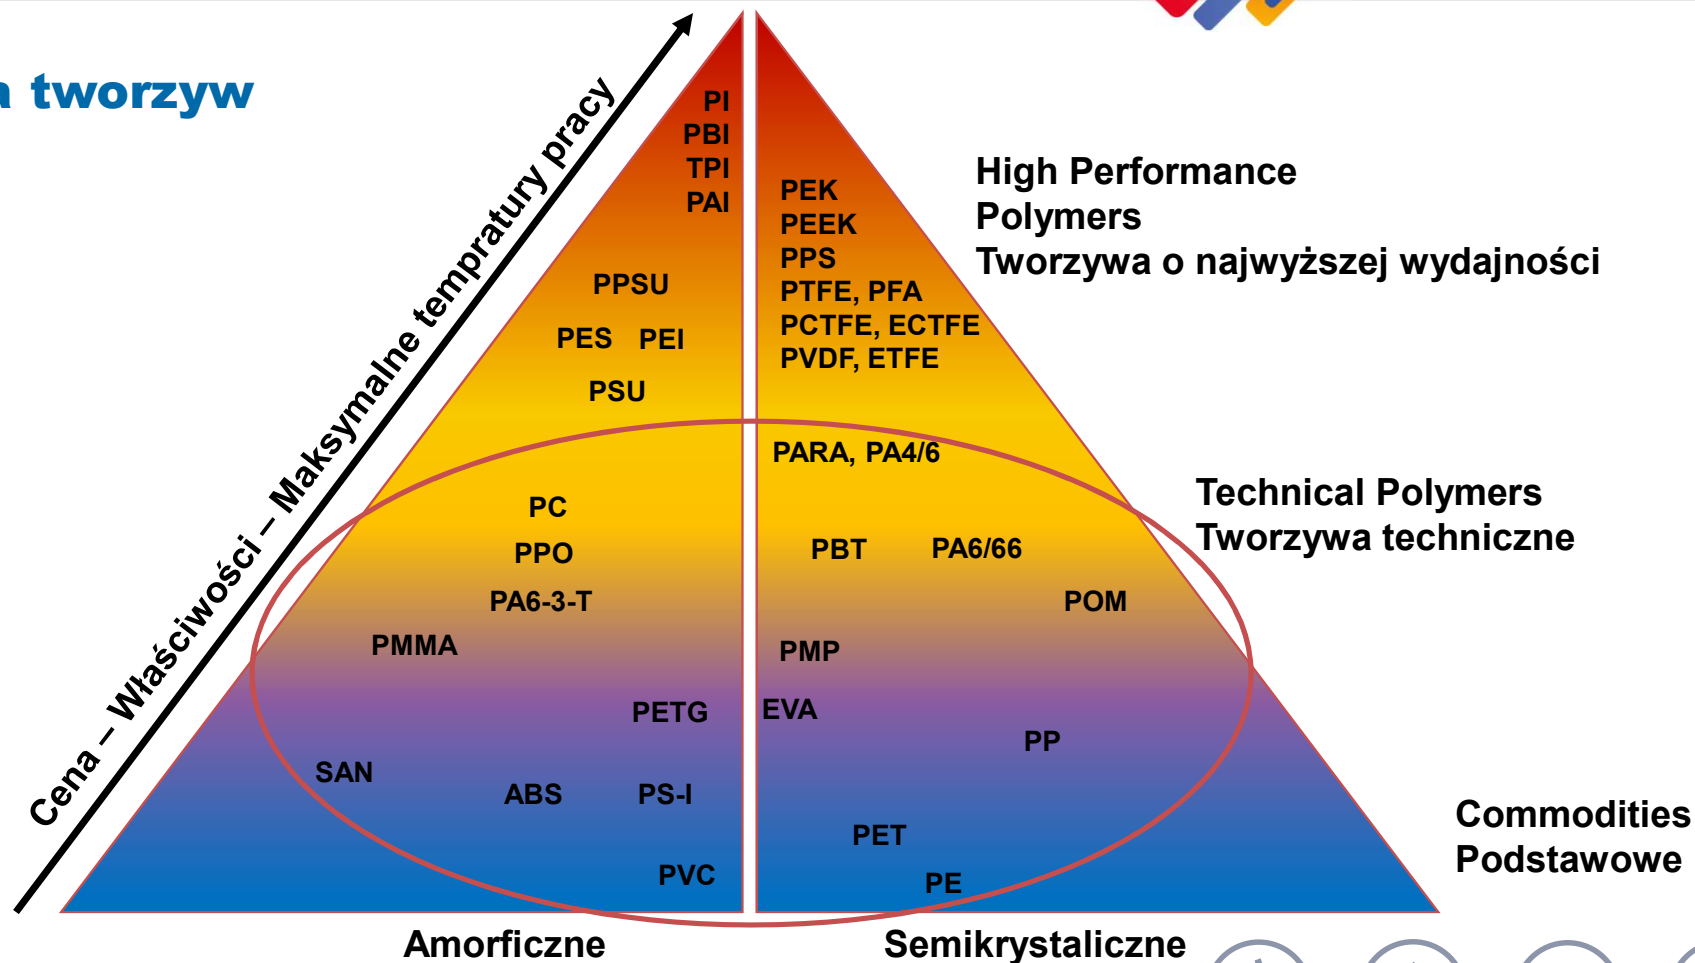 a tworzyw
Cena – Właściwości – Maksymalne tempratury pracy
PI
PBI
TPI
PAI
PPSU
PES PEI
PSU
PC
PPO
PA6-3-T
PMMA
PETG
SAN
ABS PS-I
PVC
PEK
PEEK
PPS
PTFE, PFA
PCTFE, ECTFE
PVDF, ETFE
PARA, PA4/6
PBT PA6/66
POM
PMP
EVA
PP
PET
PE
High Performance
Polymers
Tworzywa o najwyższej wydajności
Technical Polymers
Tworzywa techniczne
Commodities
Podstawowe
Amorficzne
Semikrystaliczne